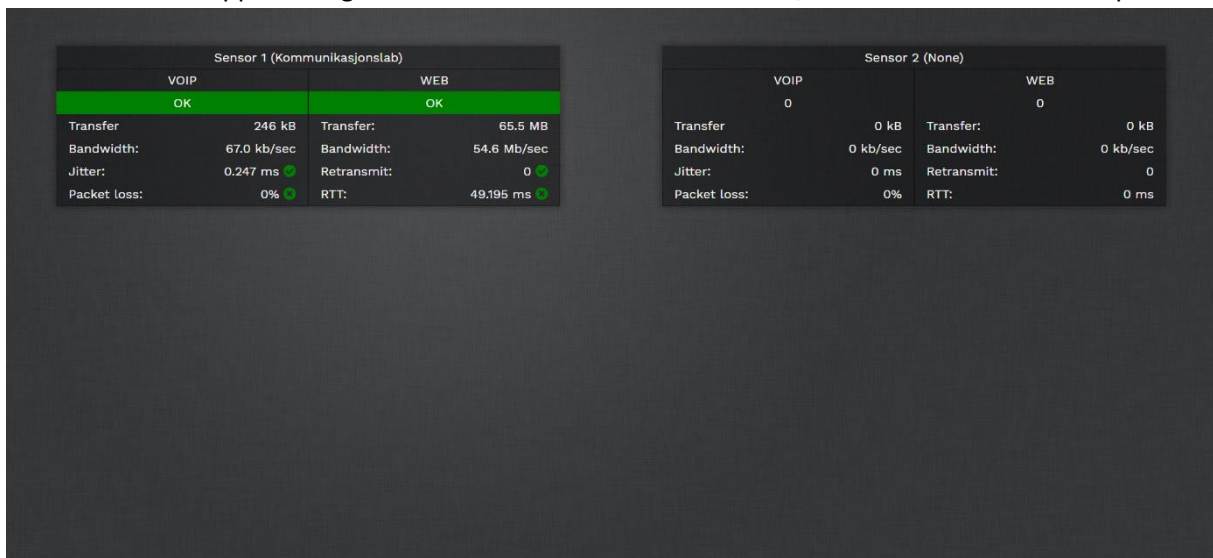 Sensor 1 (Kommunikasjonslab)
VOIP WEB
OK OK
Transfer 246 kB Transfer: 65.5 MB
Bandwidth: 67.0 kb/sec Bandwidth: 54.6 Mb/sec
Jitter: 0.247 ms Retransmit: 0
Packet loss: 0% RTT: 49.195 ms
Sensor 2 (None)
VOIP WEB
0 0
Transfer 0 kB Transfer: 0 kB
Bandwidth: 0 kb/sec Bandwidth: 0 kb/sec
Jitter: 0 ms Retransmit: 0
Packet loss: 0% RTT: 0 ms